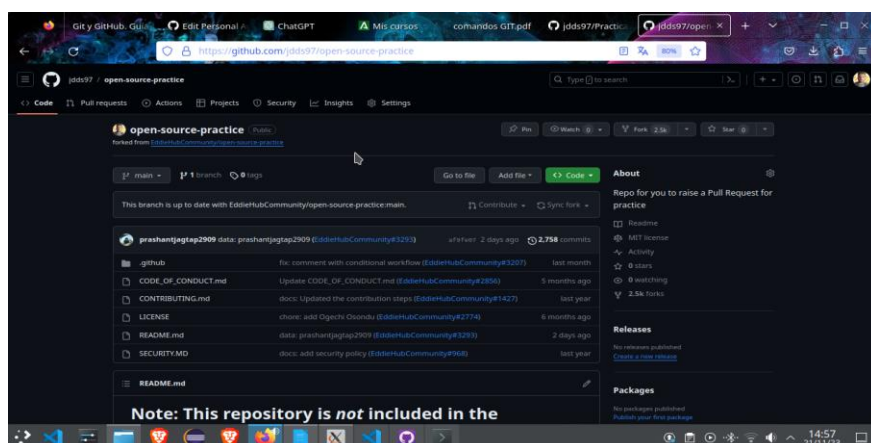 Git y GitHub. Gu
Edit Personal A
ChatGPT
Mis cursos
comandos GIT.pdf
jdds97/Practic
jdds97/open
https://github.com/jdds97/open-source-practice
80%
jdds97 / open-source-practice
Type / to search
Code Pull requests Actions Projects Security Insights Settings
open-source-practice Public
Pin Watch 0 Fork 2.5k Star 0
forked from EddieHubCommunity/open-source-practice
main 1 branch 0 tags Go to file Add file Code
This branch is up to date with EddieHubCommunity/open-source-practice:main. Contribute Sync fork
prashantjagtap2909 data: prashantjagtap2909 (EddieHubCommunity#3293) 2 days ago 2,758 commits
.github fix: comment with conditional workflow (EddieHubCommunity#3207) last month
CODE_OF_CONDUCT.md Update CODE_OF_CONDUCT.md (EddieHubCommunity#2856) 5 months ago
CONTRIBUTING.md docs: Updated the contribution steps (EddieHubCommunity#1427) last year
LICENSE chore: add Ogechi Osondu (EddieHubCommunity#2774) 6 months ago
README.md data: prashantjagtap2909 (EddieHubCommunity#3293) 2 days ago
SECURITY.MD docs: add security policy (EddieHubCommunity#968) last year
README.md
Note: This repository is not included in the
About
Repo for you to raise a Pull Request for
practice
Readme
MIT license
Activity
0 stars
0 watching
2.5k forks
Releases
No releases published
Create a new release
Packages
No packages published
Publish your first package
14:57
21/11/23